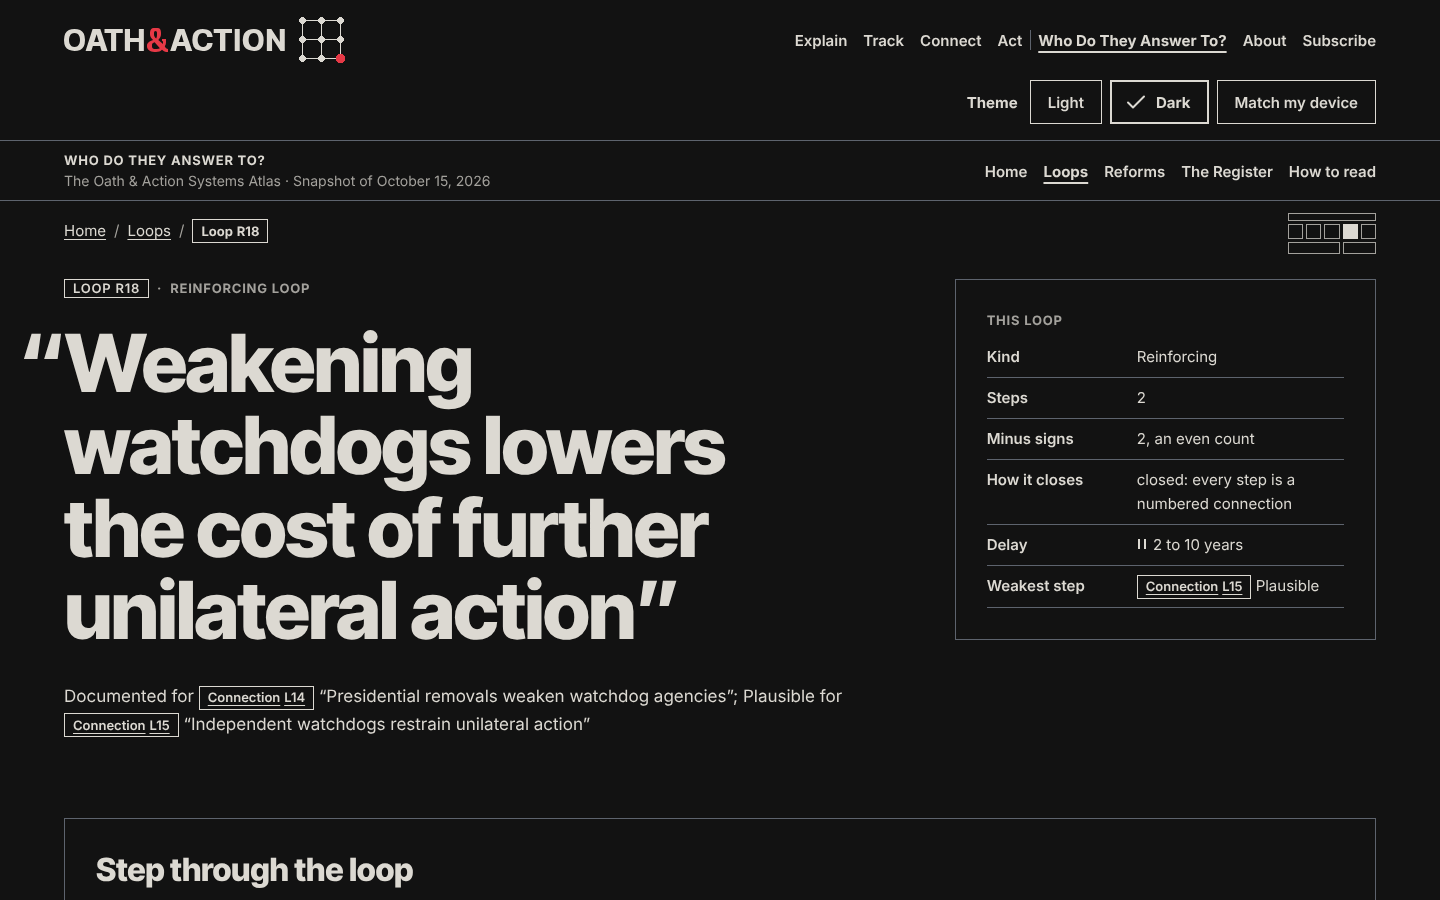 OATH&ACTION
Explain Track Connect Act Who Do They Answer To? About Subscribe
Theme Light Dark Match my device
WHO DO THEY ANSWER TO?
The Oath & Action Systems Atlas · Snapshot of October 15, 2026
Home Loops Reforms The Register How to read
Home / Loops / Loop R18
LOOP R18 · REINFORCING LOOP
“Weakening
watchdogs lowers
the cost of further
unilateral action”
Documented for Connection L14 “Presidential removals weaken watchdog agencies”; Plausible for
Connection L15 “Independent watchdogs restrain unilateral action”
THIS LOOP
Kind Reinforcing
Steps 2
Minus signs 2, an even count
How it closes closed: every step is a
numbered connection
Delay 2 to 10 years
Weakest step Connection L15 Plausible
Step through the loop